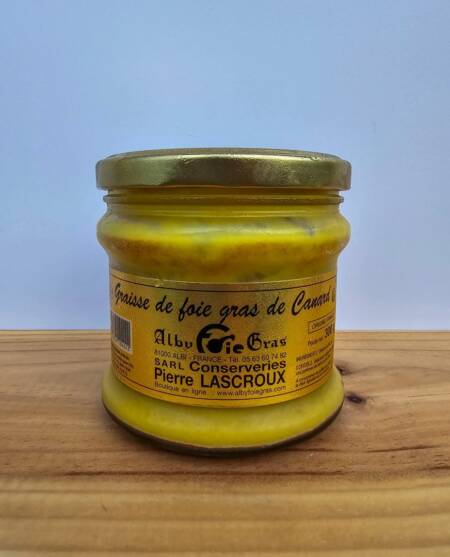 Graisse de foie gras de Canard
Alby Foie Gras
81000 ALBI - FRANCE - Tél. 05 63 60 74 82
SARL Conserveries
Pierre LASCROUX
Boutique en ligne : www.albyfoiegras.com